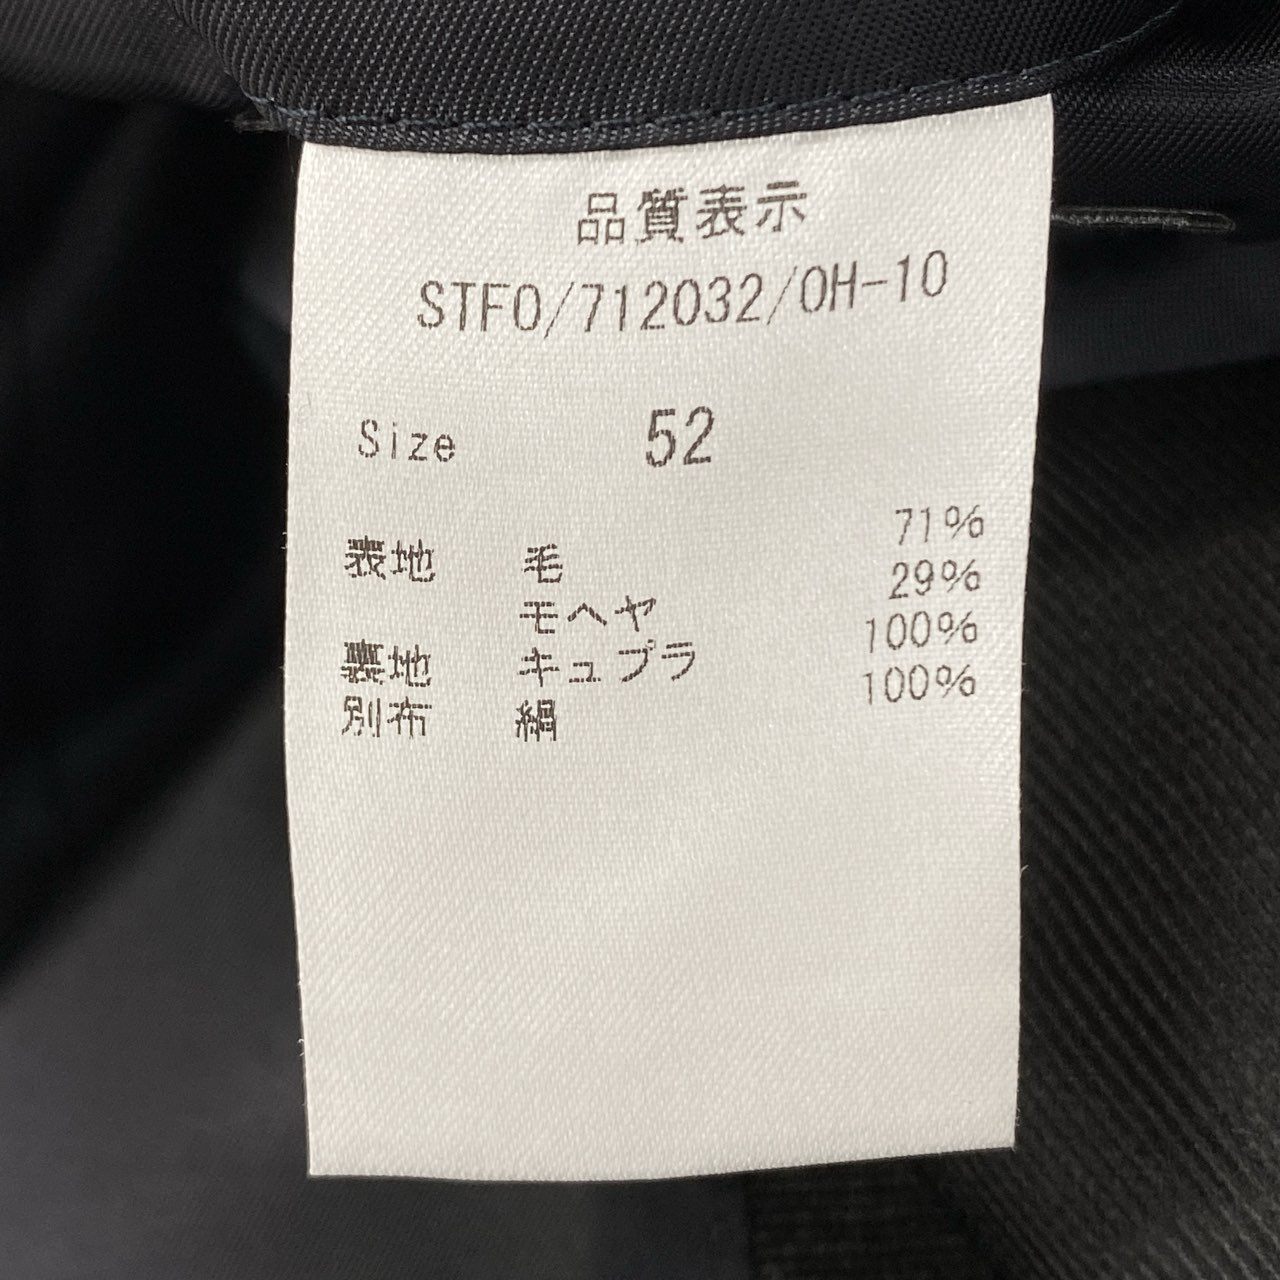 品質表示
STFO/712032/OH-10
Size 52
表地 毛 71%
モヘヤ 29%
裏地 キュプラ 100%
別布 絹 100%